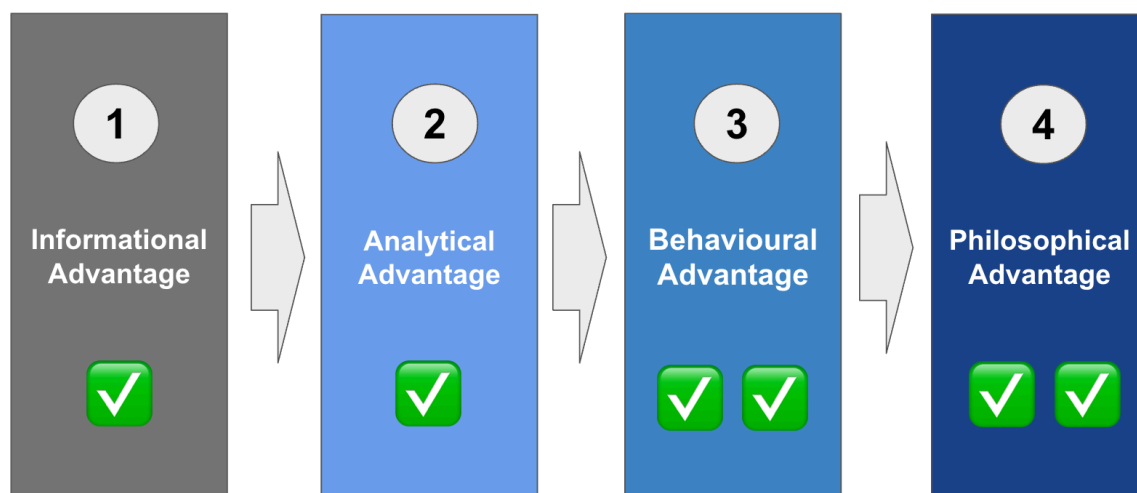 1
Informational
Advantage
2
Analytical
Advantage
3
Behavioural
Advantage
4
Philosophical
Advantage